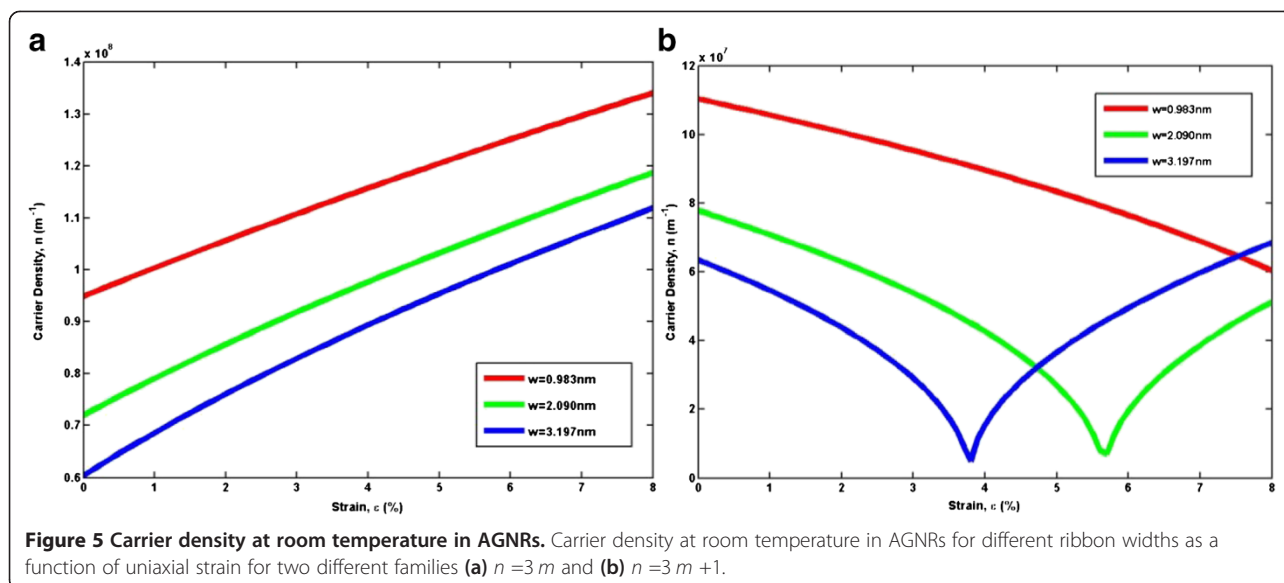 a
x 10⁸
1.4
1.3
1.2
1.1
1
0.9
0.8
0.7
0.6
Carrier Density, n (m⁻¹)
0 1 2 3 4 5 6 7 8
Strain, ε (%)
w=0.983nm
w=2.090nm
w=3.197nm
b
x 10⁷
12
10
8
6
4
2
0
Carrier Density, n (m⁻¹)
0 1 2 3 4 5 6 7 8
Strain, ε (%)
w=0.983nm
w=2.090nm
w=3.197nm
Figure 5 Carrier density at room temperature in AGNRs. Carrier density at room temperature in AGNRs for different ribbon widths as a
function of uniaxial strain for two different families (a) n =3 m and (b) n =3 m +1.